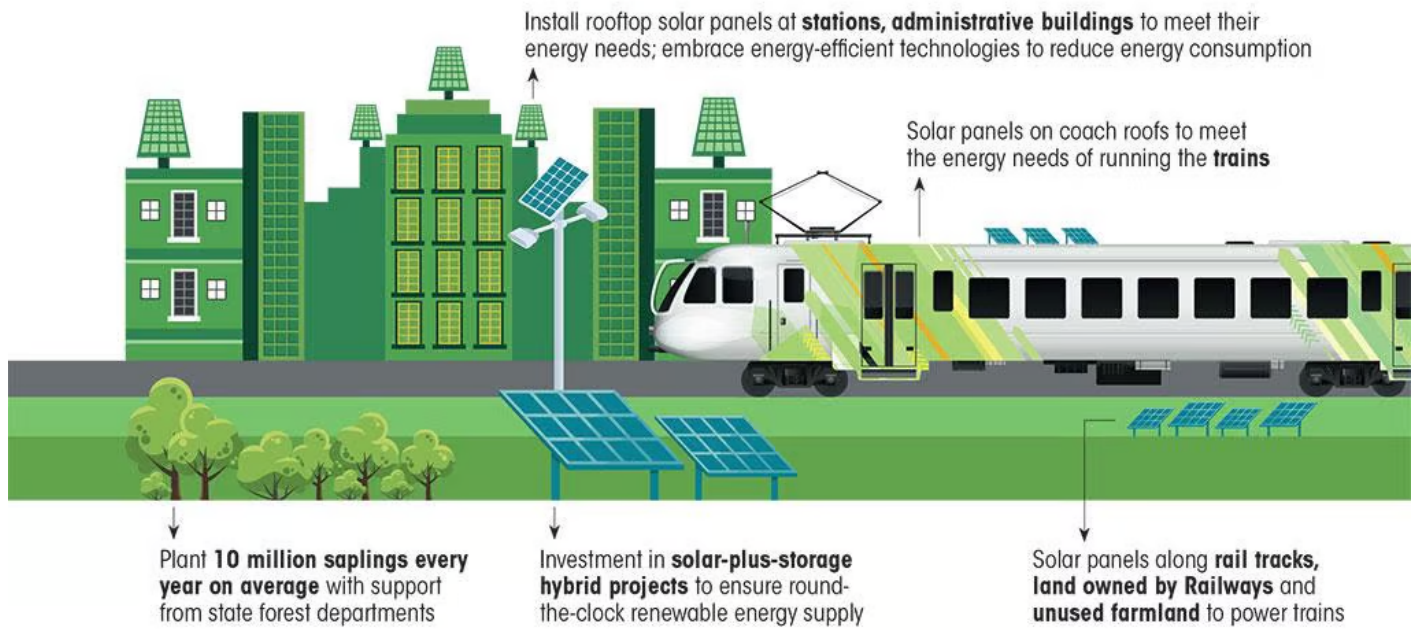 Install rooftop solar panels at stations, administrative buildings to meet their
energy needs; embrace energy-efficient technologies to reduce energy consumption
Solar panels on coach roofs to meet
the energy needs of running the trains
Plant 10 million saplings every
year on average with support
from state forest departments
Investment in solar-plus-storage
hybrid projects to ensure round-
the-clock renewable energy supply
Solar panels along rail tracks,
land owned by Railways and
unused farmland to power trains